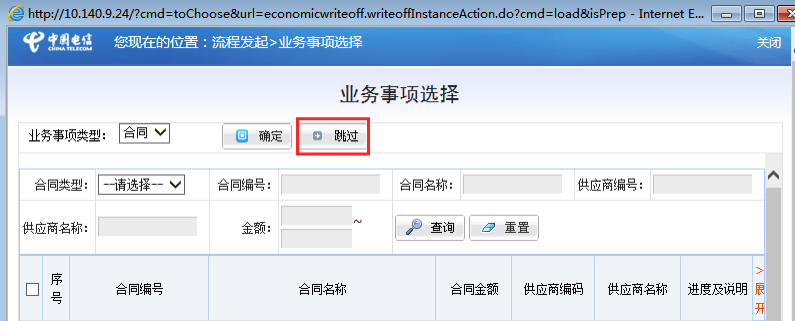 http://10.140.9.24/?cmd=toChoose&url=economicwriteoff.writeoffInstanceAction.do?cmd=load&isPrep - Internet E...
中国电信 CHINA TELECOM 您现在的位置：流程发起>业务事项选择 关闭
业务事项选择
业务事项类型： 合同 确定 跳过
合同类型： --请选择-- 合同编号： 合同名称： 供应商编号：
供应商名称： 金额： ~ 查询 重置
序号 合同编号 合同名称 合同金额 供应商编码 供应商名称 进度及说明 >展开